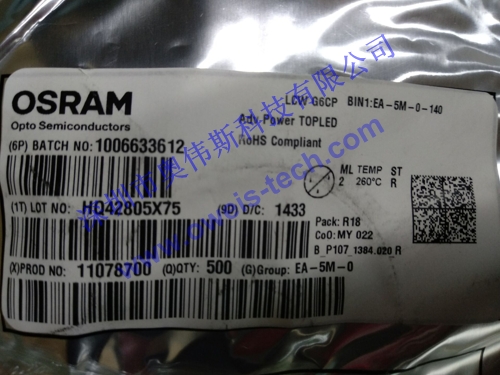 OSRAM
Opto Semiconductors
LCW G6CP BIN1:EA-5M-0-140
Adv.Power TOPLED
RoHS Compliant
(6P) BATCH NO: 1006633612
ML TEMP ST
2 260°C R
(1T) LOT NO: HQ42805X75 (9D) D/C: 1433
Pack: R18
CoO: MY 022
B_P107_1384.020 R
(X)PROD NO: 11078700 (Q)QTY: 500 (G)Group: EA-5M-0
深圳市奥伟斯科技有限公司
www.owois-tech.com